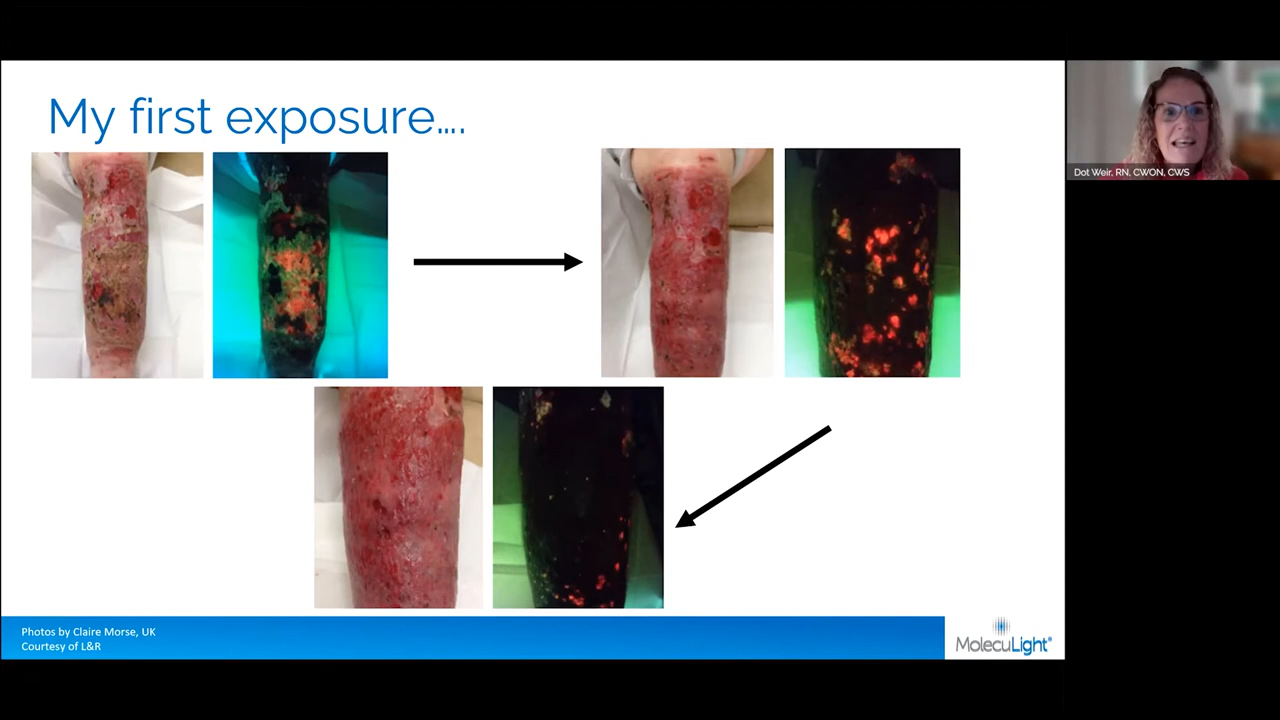 My first exposure....
Dot Weir, RN, CWON, CWS
Photos by Claire Morse, UK
Courtesy of L&R
MolecuLight®